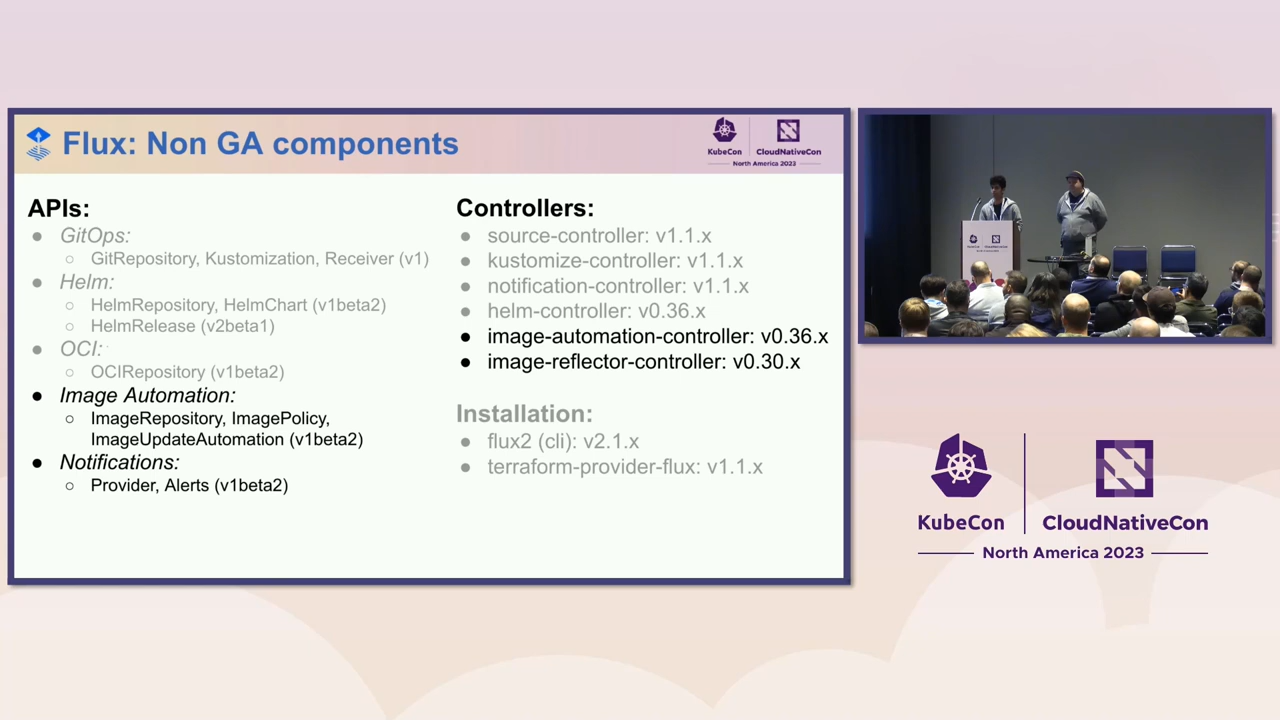 Flux: Non GA components
KubeCon
CloudNativeCon
North America 2023
APIs:
● GitOps:
○ GitRepository, Kustomization, Receiver (v1)
● Helm:
○ HelmRepository, HelmChart (v1beta2)
○ HelmRelease (v2beta1)
● OCI:
○ OCIRepository (v1beta2)
● Image Automation:
○ ImageRepository, ImagePolicy,
ImageUpdateAutomation (v1beta2)
● Notifications:
○ Provider, Alerts (v1beta2)
Controllers:
● source-controller: v1.1.x
● kustomize-controller: v1.1.x
● notification-controller: v1.1.x
● helm-controller: v0.36.x
● image-automation-controller: v0.36.x
● image-reflector-controller: v0.30.x
Installation:
● flux2 (cli): v2.1.x
● terraform-provider-flux: v1.1.x
KubeCon
CloudNativeCon
North America 2023